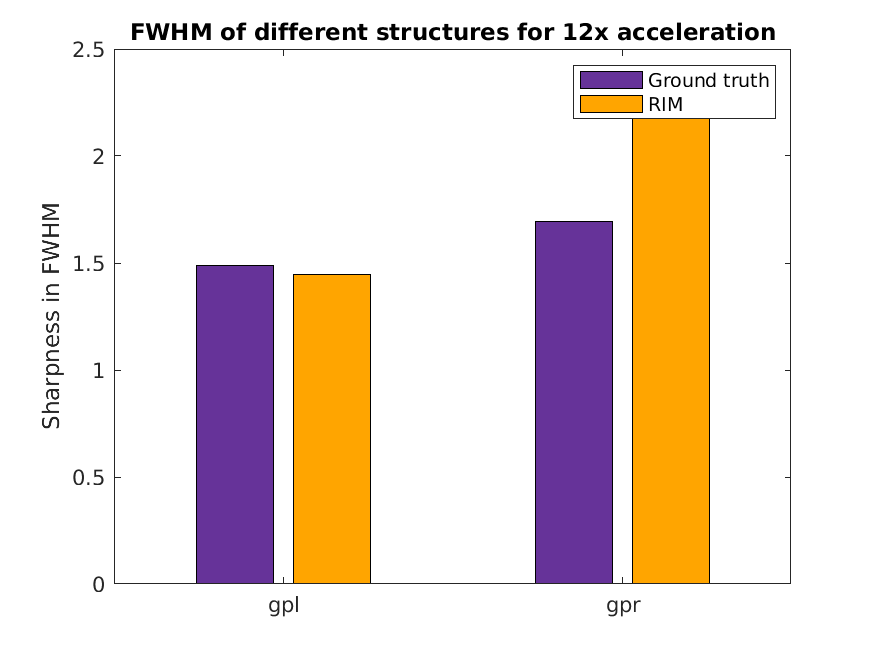 FWHM of different structures for 12x acceleration
2.5
Ground truth
RIM
2
1.5
1
0.5
0
Sharpness in FWHM
gpl
gpr